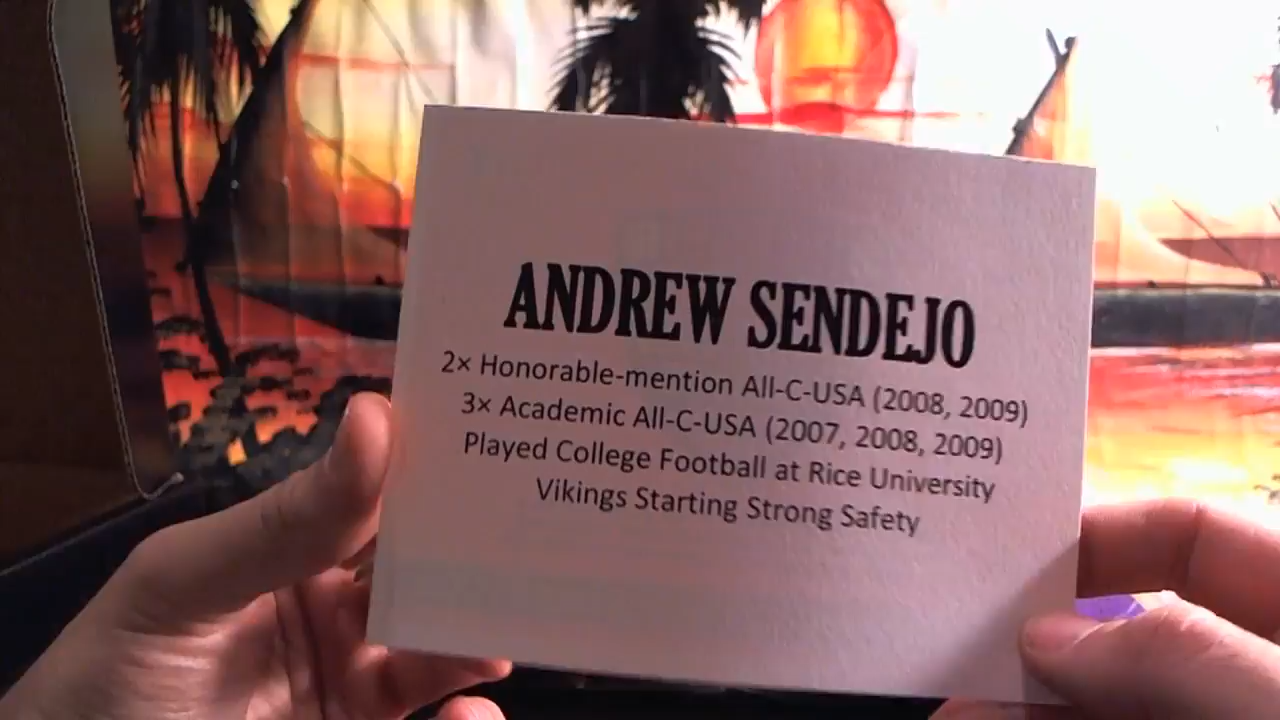 ANDREW SENDEJO
2× Honorable-mention All-C-USA (2008, 2009)
3× Academic All-C-USA (2007, 2008, 2009)
Played College Football at Rice University
Vikings Starting Strong Safety